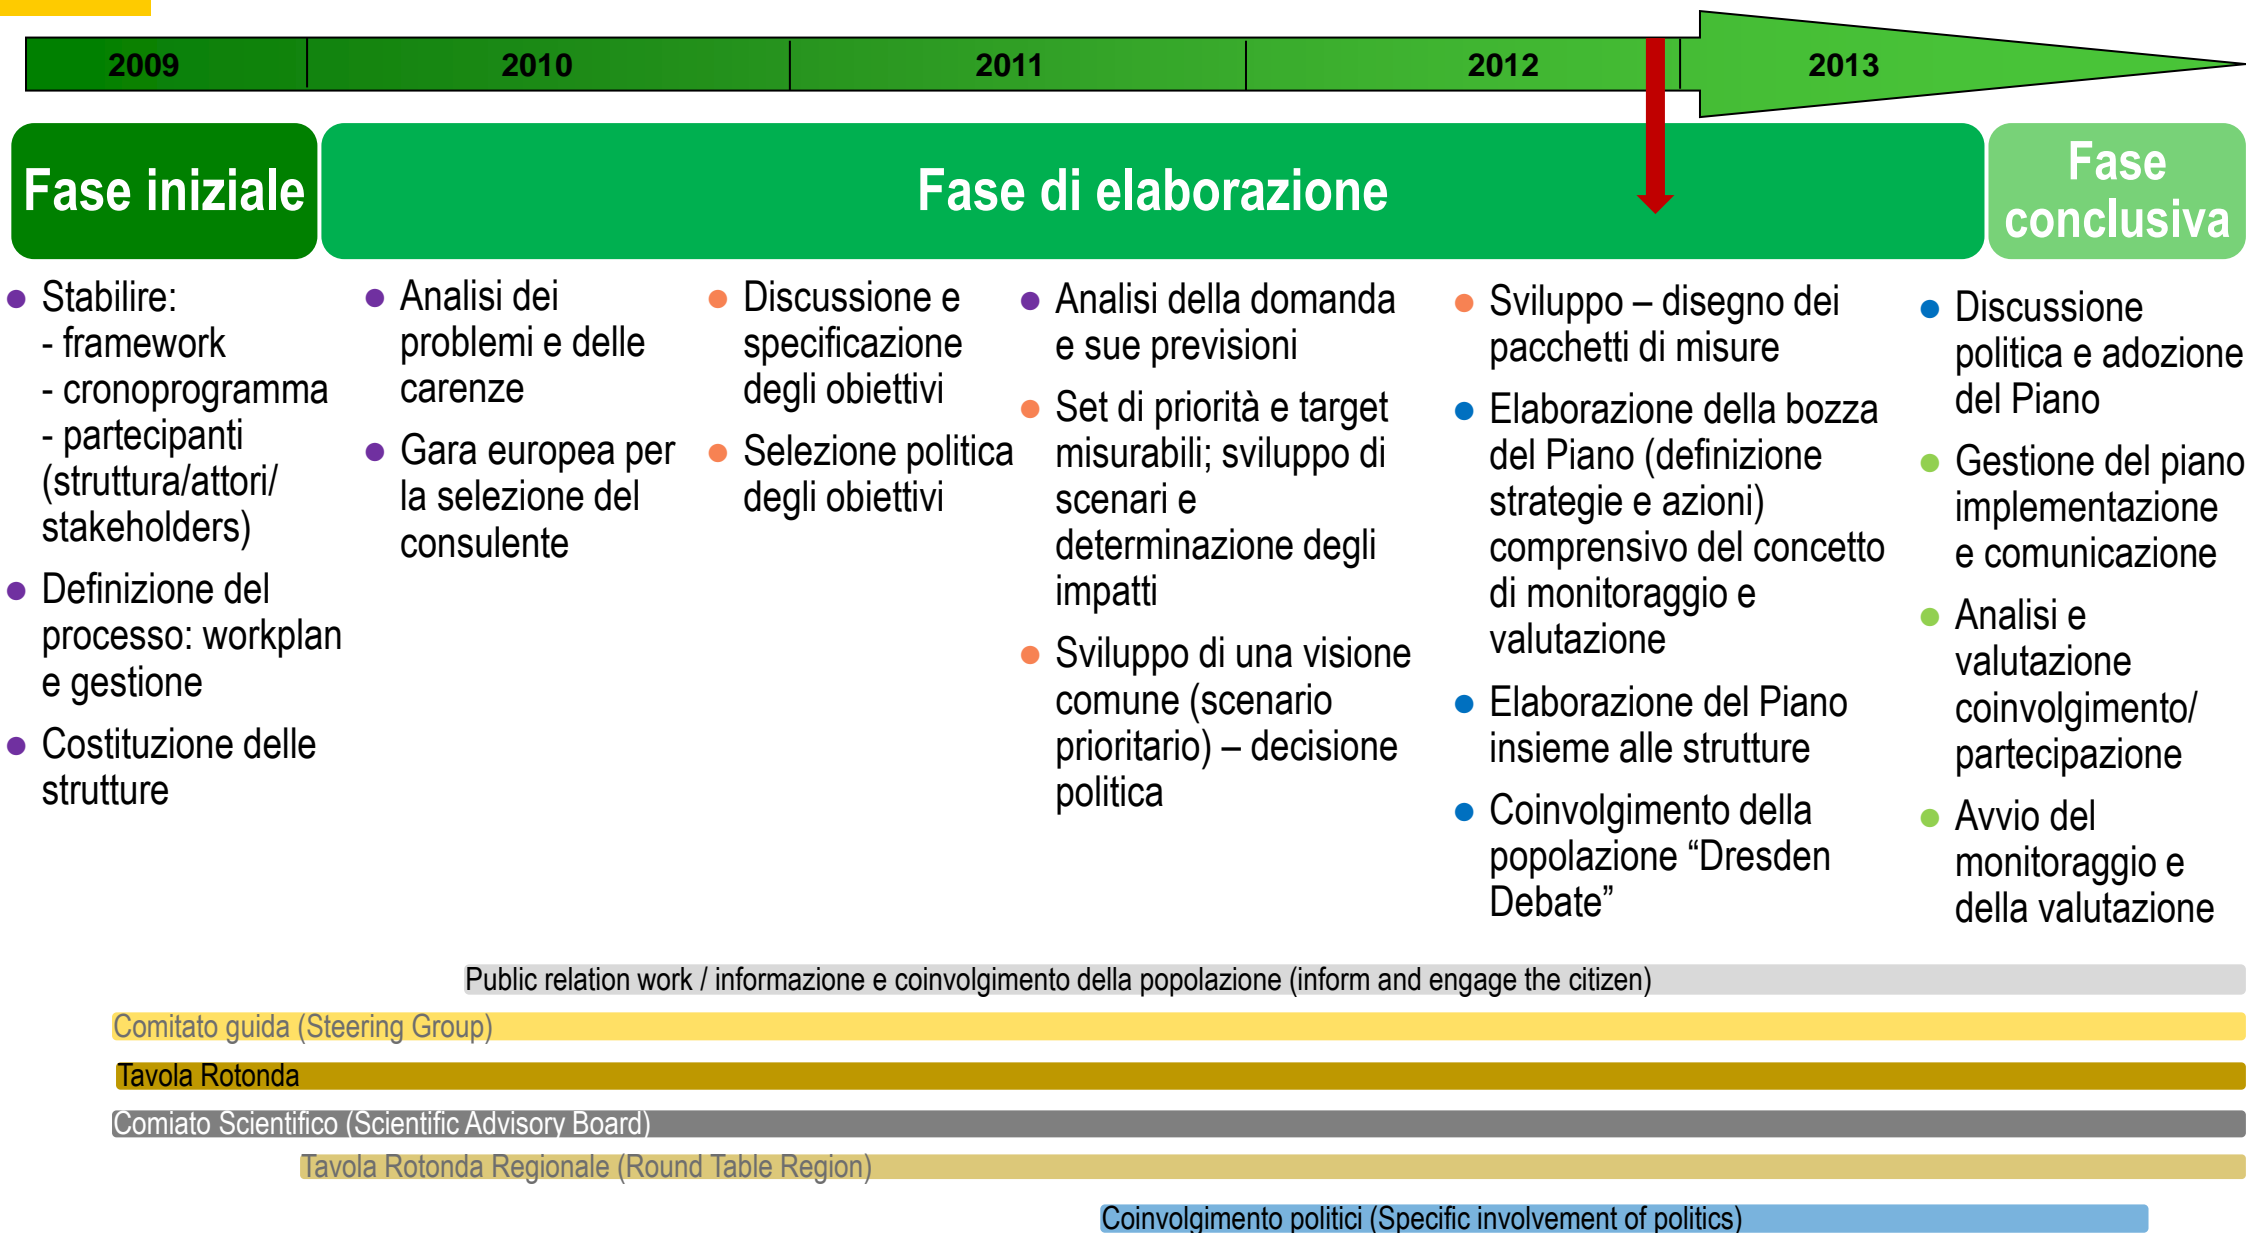 2009
2010
2011
2012
2013
Fase iniziale
Fase di elaborazione
Fase
conclusiva
Stabilire:
- framework
- cronoprogramma
- partecipanti
(struttura/attori/
stakeholders)
Definizione del
processo: workplan
e gestione
Costituzione delle
strutture
Analisi dei
problemi e delle
carenze
Gara europea per
la selezione del
consulente
Discussione e
specificazione
degli obiettivi
Selezione politica
degli obiettivi
Analisi della domanda
e sue previsioni
Set di priorità e target
misurabili; sviluppo di
scenari e
determinazione degli
impatti
Sviluppo di una visione
comune (scenario
prioritario) – decisione
politica
Sviluppo – disegno dei
pacchetti di misure
Elaborazione della bozza
del Piano (definizione
strategie e azioni)
comprensivo del concetto
di monitoraggio e
valutazione
Elaborazione del Piano
insieme alle strutture
Coinvolgimento della
popolazione “Dresden
Debate”
Discussione
politica e adozione
del Piano
Gestione del piano
implementazione
e comunicazione
Analisi e
valutazione
coinvolgimento/
partecipazione
Avvio del
monitoraggio e
della valutazione
Public relation work / informazione e coinvolgimento della popolazione (inform and engage the citizen)
Comitato guida (Steering Group)
Tavola Rotonda
Comiato Scientifico (Scientific Advisory Board)
Tavola Rotonda Regionale (Round Table Region)
Coinvolgimento politici (Specific involvement of politics)